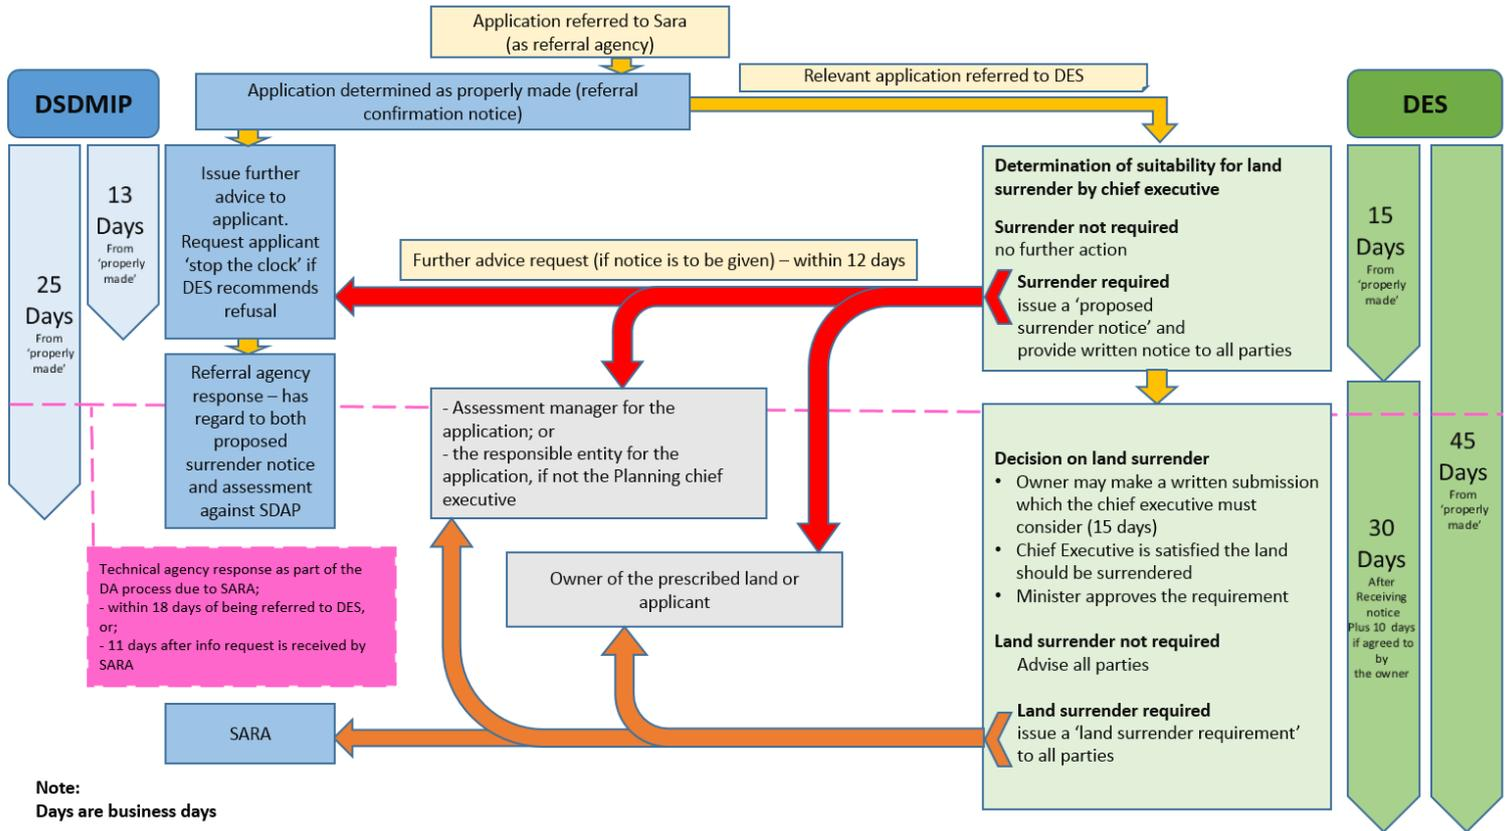 Application referred to Sara
(as referral agency)
Relevant application referred to DES
DSDMIP
Application determined as properly made (referral
confirmation notice)
DES
25
Days
From
‘properly
made’
13
Days
From
‘properly
made’
Issue further
advice to
applicant.
Request applicant
‘stop the clock’ if
DES recommends
refusal
Further advice request (if notice is to be given) – within 12 days
Determination of suitability for land
surrender by chief executive
Surrender not required
no further action
Surrender required
issue a ‘proposed
surrender notice’ and
provide written notice to all parties
15
Days
From
‘properly
made’
Referral agency
response – has
regard to both
proposed
surrender notice
and assessment
against SDAP
- Assessment manager for the
application; or
- the responsible entity for the
application, if not the Planning chief
executive
Decision on land surrender
• Owner may make a written submission
which the chief executive must
consider (15 days)
• Chief Executive is satisfied the land
should be surrendered
• Minister approves the requirement
Land surrender not required
Advise all parties
Land surrender required
issue a ‘land surrender requirement’
to all parties
30
Days
After
Receiving
notice
Plus 10 days
if agreed to
by
the owner
45
Days
From
‘properly
made’
Technical agency response as part of the
DA process due to SARA;
- within 18 days of being referred to DES,
or;
- 11 days after info request is received by
SARA
Owner of the prescribed land or
applicant
SARA
Note:
Days are business days